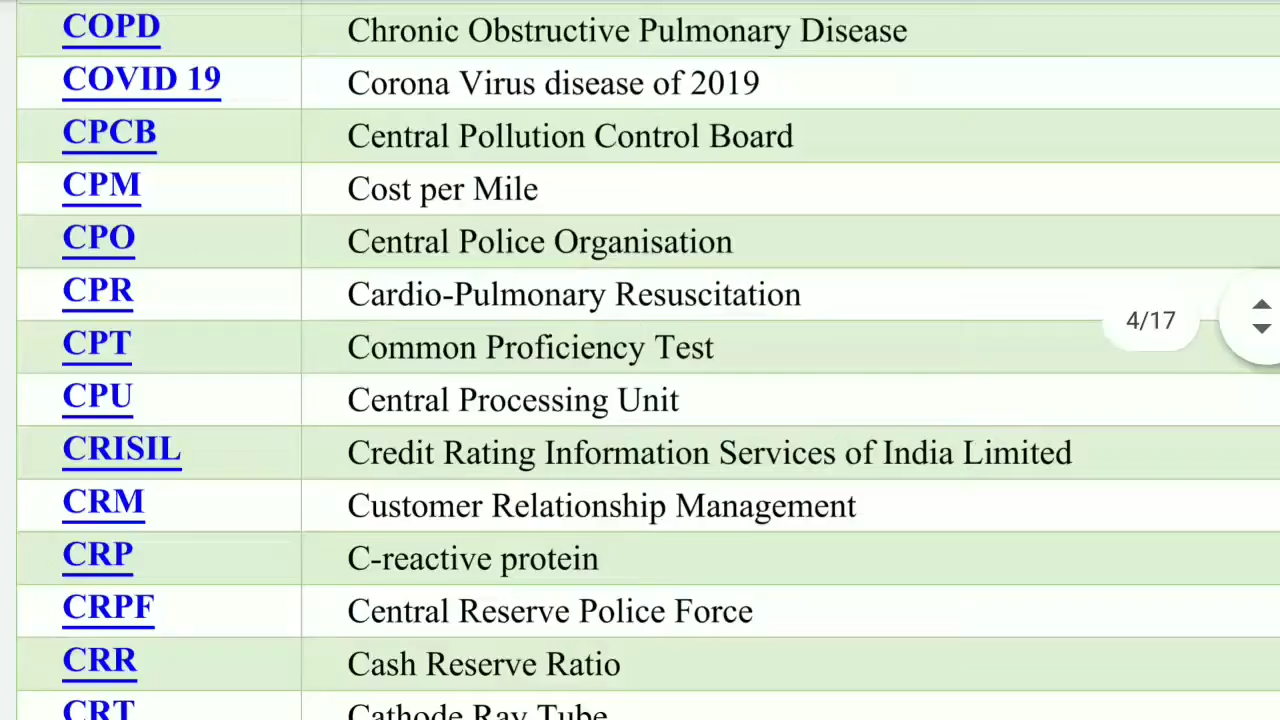 COPD Chronic Obstructive Pulmonary Disease
COVID 19 Corona Virus disease of 2019
CPCB Central Pollution Control Board
CPM Cost per Mile
CPO Central Police Organisation
CPR Cardio-Pulmonary Resuscitation
4/17
CPT Common Proficiency Test
CPU Central Processing Unit
CRISIL Credit Rating Information Services of India Limited
CRM Customer Relationship Management
CRP C-reactive protein
CRPF Central Reserve Police Force
CRR Cash Reserve Ratio
CRT Cathode Ray Tube